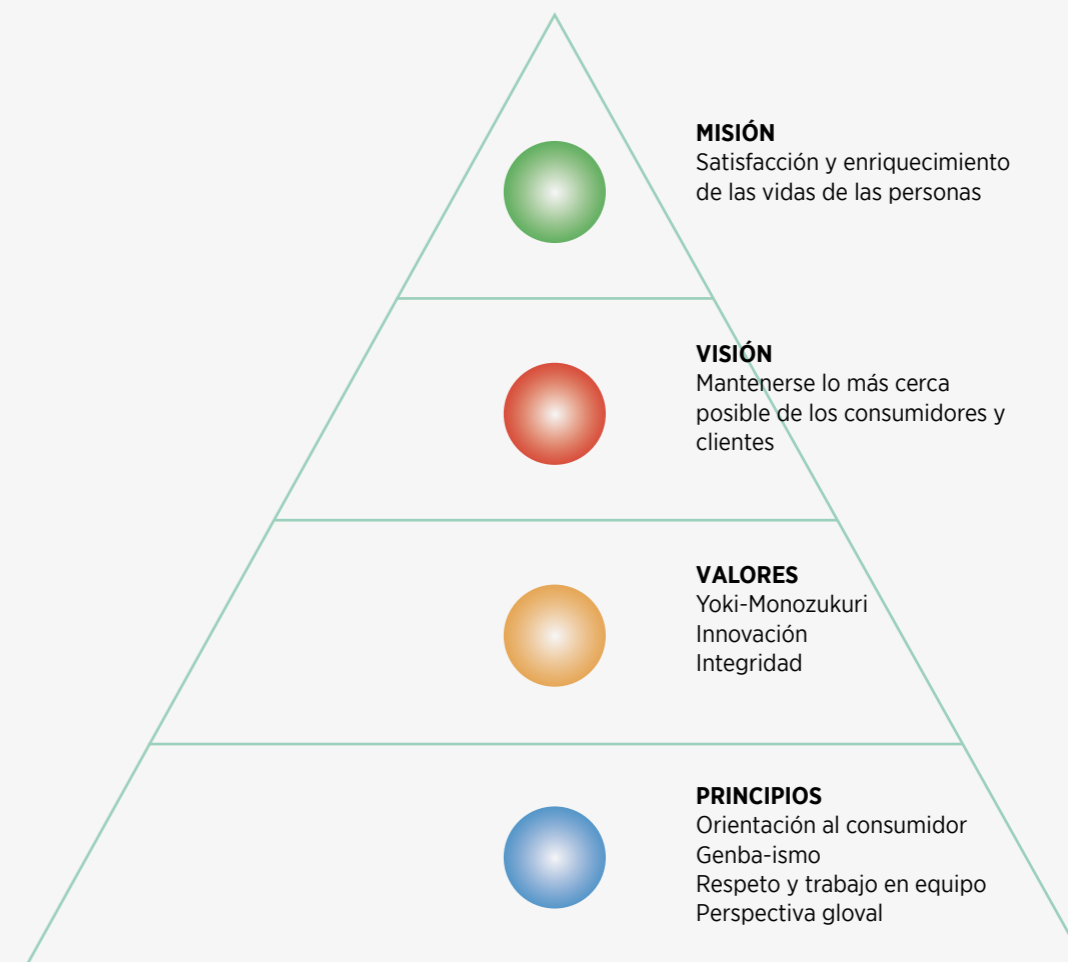 MISIÓN
Satisfacción y enriquecimiento
de las vidas de las personas
VISIÓN
Mantenerse lo más cerca
posible de los consumidores y
clientes
VALORES
Yoki-Monozukuri
Innovación
Integridad
PRINCIPIOS
Orientación al consumidor
Genba-ismo
Respeto y trabajo en equipo
Perspectiva gloval